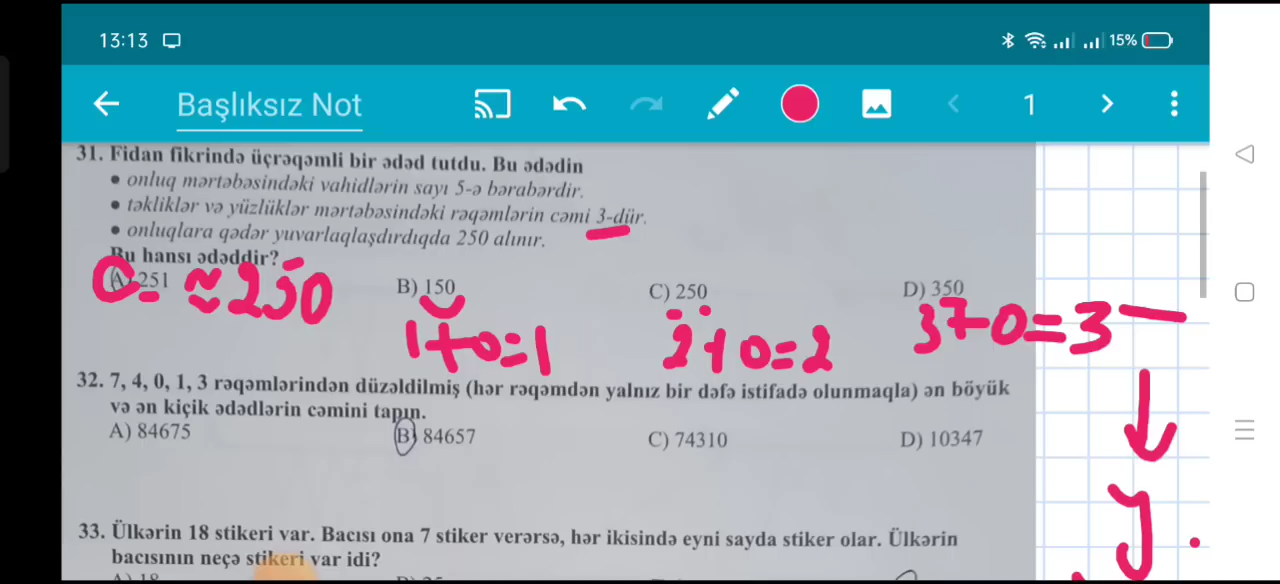 13:13 15%
Başlıksız Not 1
31. Fidan fikrində üçrəqəmli bir ədəd tutdu. Bu ədədin
• onluq mərtəbəsindəki vahidlərin sayı 5-ə bərabərdir.
• təkliklər və yüzlüklər mərtəbəsindəki rəqəmlərin cəmi 3-dür.
• onluqlara qədər yuvarlaqlaşdırdıqda 250 alınır.
Bu hansı ədəddir?
A) 251 B) 150 C) 250 D) 350
≈250 1+0=1 2+0=2 3+0=3
32. 7, 4, 0, 1, 3 rəqəmlərindən düzəldilmiş (hər rəqəmdən yalnız bir dəfə istifadə olunmaqla) ən böyük
və ən kiçik ədədlərin cəmini tapın.
A) 84675 B) 84657 C) 74310 D) 10347
y.
33. Ülkərin 18 stikeri var. Bacısı ona 7 stiker verərsə, hər ikisində eyni sayda stiker olar. Ülkərin
bacısının neçə stikeri var idi?